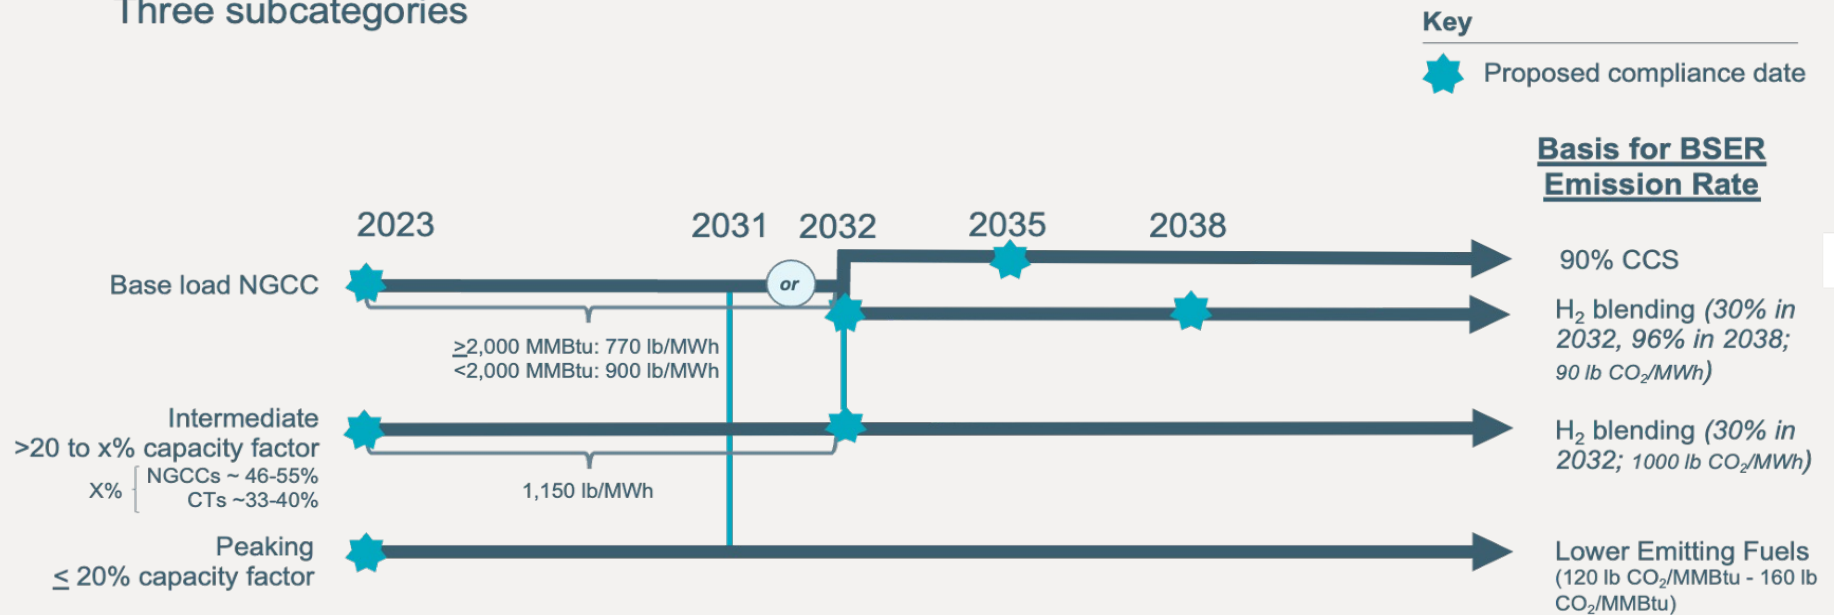 Three subcategories
Key
Proposed compliance date
Basis for BSER
Emission Rate
2023
2031
2032
2035
2038
Base load NGCC
or
90% CCS
≥2,000 MMBtu: 770 lb/MWh
<2,000 MMBtu: 900 lb/MWh
H₂ blending (30% in
2032, 96% in 2038;
90 lb CO₂/MWh)
Intermediate
>20 to x% capacity factor
X%
NGCCs ~ 46-55%
CTs ~33-40%
1,150 lb/MWh
H₂ blending (30% in
2032; 1000 lb CO₂/MWh)
Peaking
≤ 20% capacity factor
Lower Emitting Fuels
(120 lb CO₂/MMBtu - 160 lb
CO₂/MMBtu)